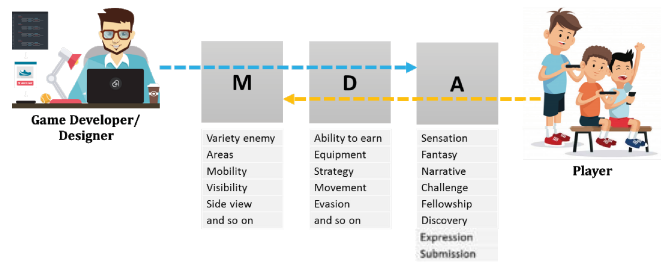 M
D
A
Game Developer/
Designer
Player
Variety enemy
Areas
Mobility
Visibility
Side view
and so on
Ability to earn
Equipment
Strategy
Movement
Evasion
and so on
Sensation
Fantasy
Narrative
Challenge
Fellowship
Discovery
Expression
Submission